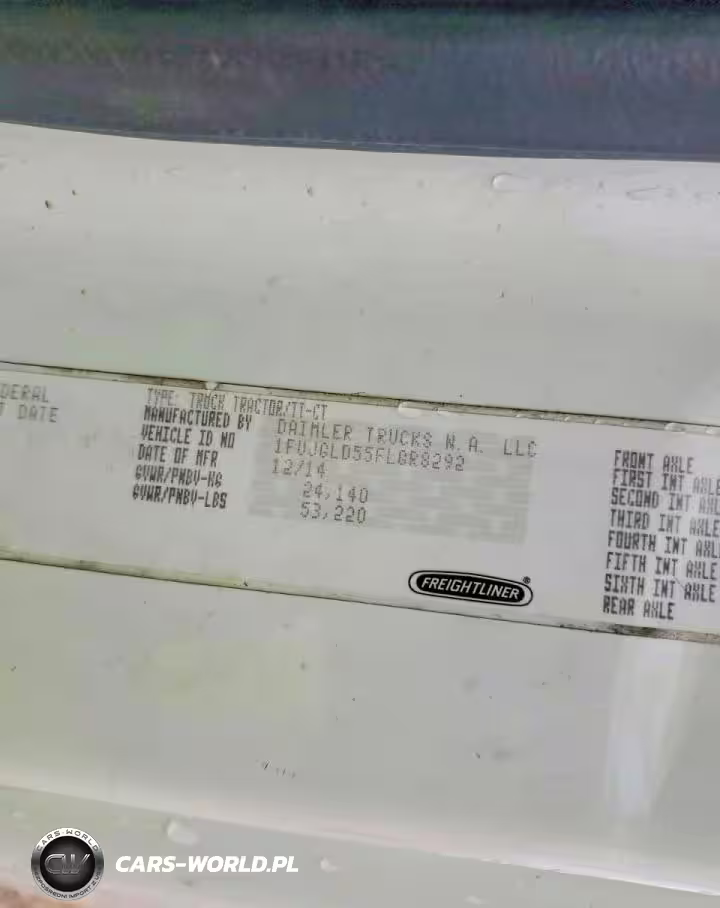 DERAL
T DATE
TYPE: TRUCK TRACTOR/TT-CT
MANUFACTURED BY DAIMLER TRUCKS N.A. LLC
VEHICLE ID NO 1FUJGLD55FLGR8292
DATE OF MFR 12/14
GVWR/PNBV-KG 24,140
GVWR/PNBV-LBS 53,220
FREIGHTLINER®
FRONT AXLE
FIRST INT AXLE
SECOND INT AXLE
THIRD INT AXLE
FOURTH INT AXLE
FIFTH INT AXLE
SIXTH INT AXLE
REAR AXLE
CARS-WORLD
CW
CARS-WORLD.PL